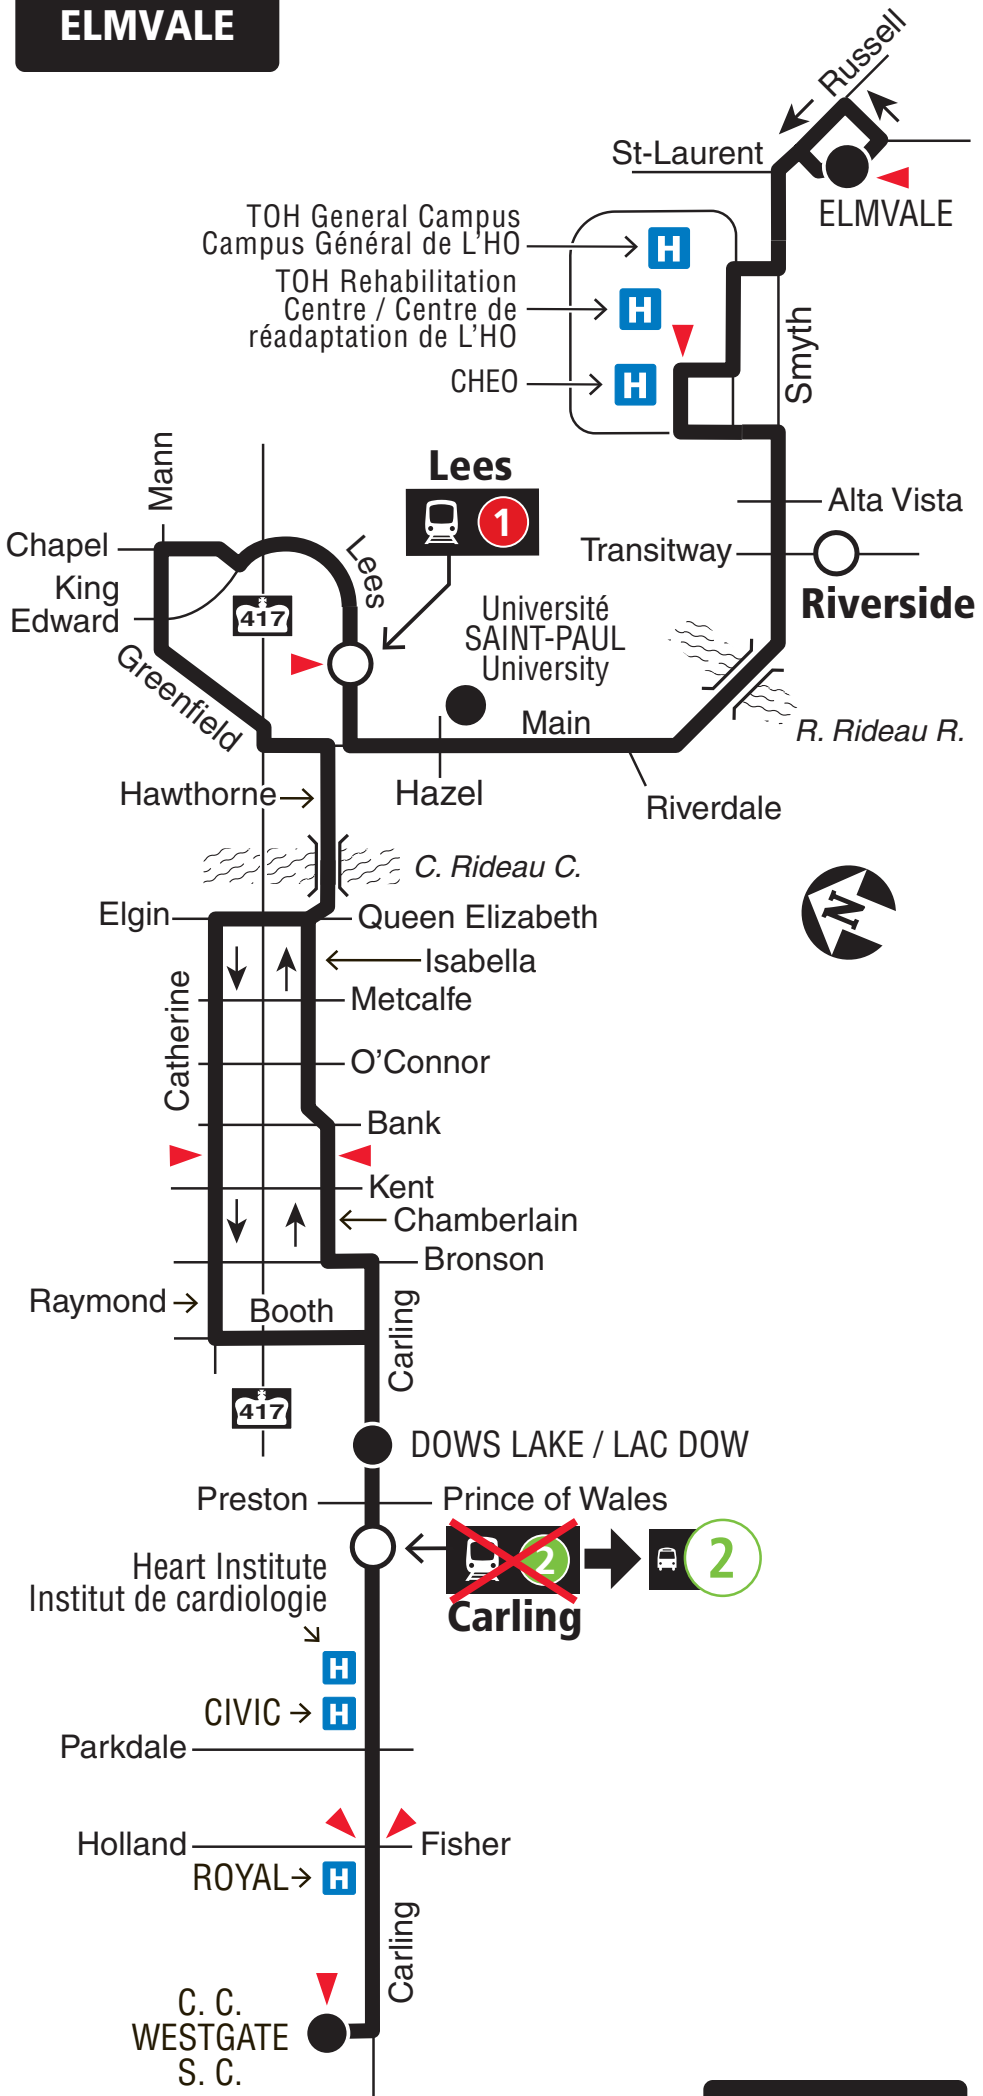 ELMVALE
Russell
St-Laurent
ELMVALE
TOH General Campus
Campus Général de L'HO
H
TOH Rehabilitation
Centre / Centre de
réadaptation de L'HO
H
CHEO
H
Smyth
Mann
Lees
1
Alta Vista
Chapel
Transitway
Lees
King
Edward
417
Riverside
Université
SAINT-PAUL
University
Greenfield
Main
R. Rideau R.
Hawthorne
Hazel
Riverdale
C. Rideau C.
N
Elgin
Queen Elizabeth
Isabella
Catherine
Metcalfe
O'Connor
Bank
Kent
Chamberlain
Bronson
Raymond
Booth
Carling
417
DOWS LAKE / LAC DOW
Preston
Prince of Wales
2
2
Carling
Heart Institute
Institut de cardiologie
H
CIVIC
H
Parkdale
Holland
Fisher
ROYAL
H
Carling
C. C.
WESTGATE
S. C.